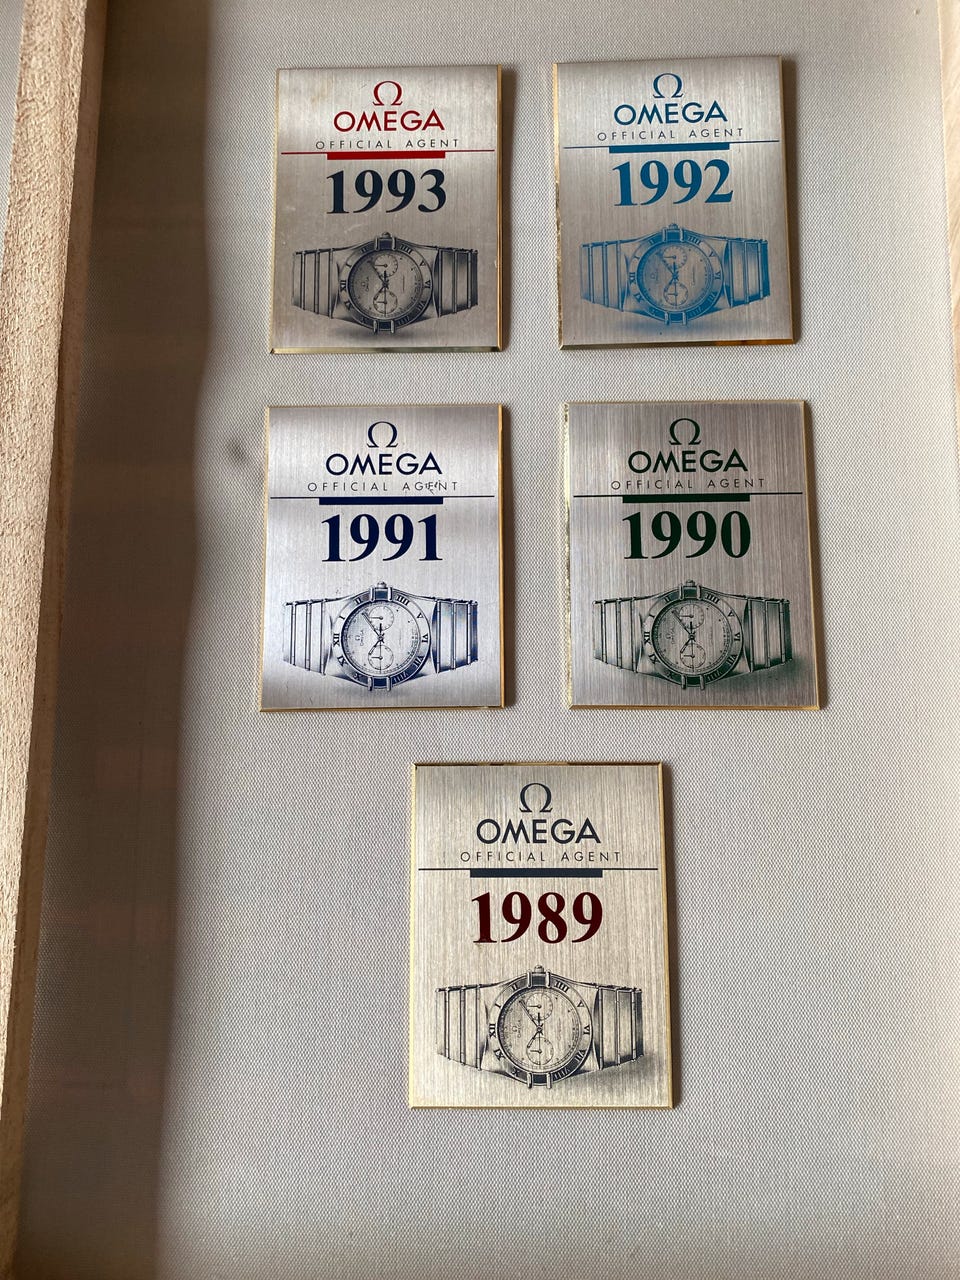 Ω
OMEGA
OFFICIAL AGENT
1993
Ω
OMEGA
OFFICIAL AGENT
1992
Ω
OMEGA
OFFICIAL AGENT
1991
Ω
OMEGA
OFFICIAL AGENT
1990
Ω
OMEGA
OFFICIAL AGENT
1989